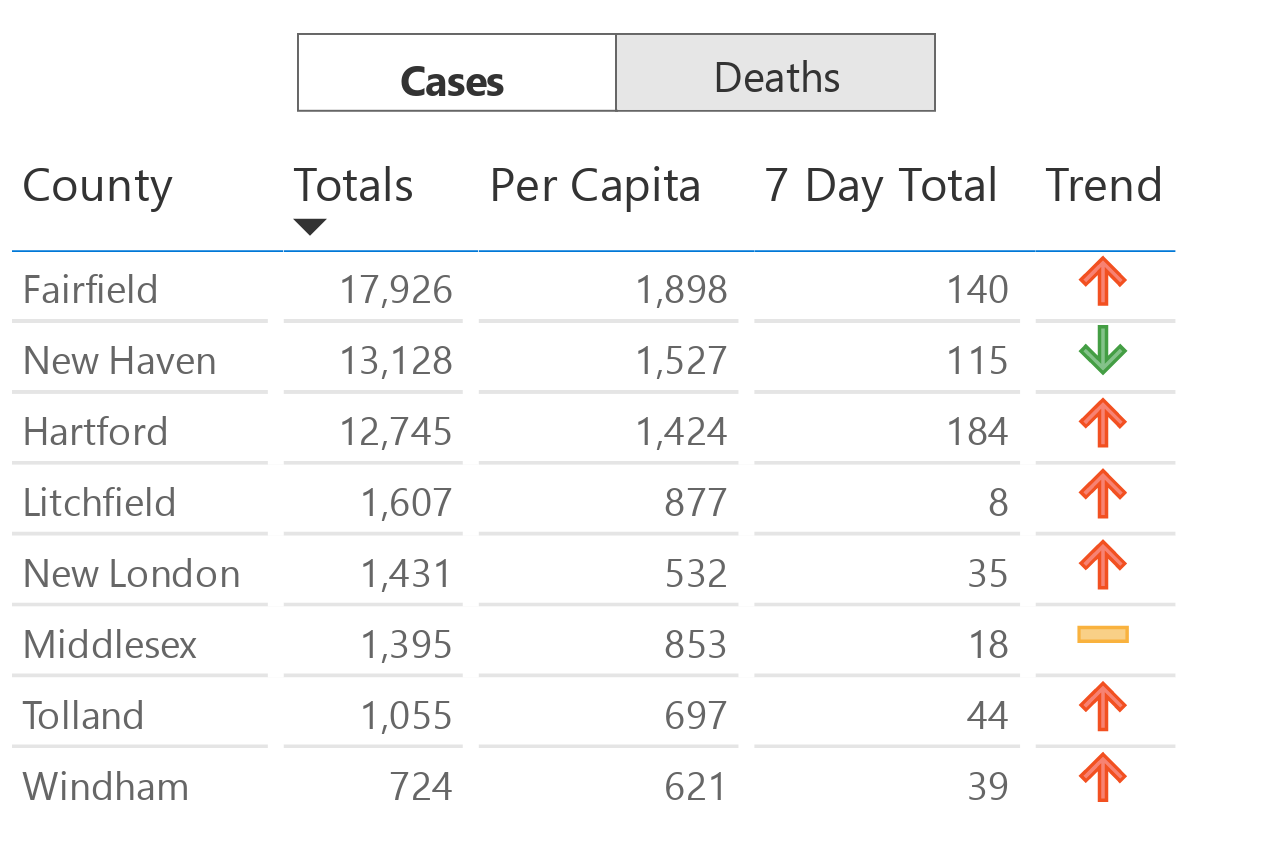 Cases Deaths
County Totals Per Capita 7 Day Total Trend
Fairfield 17,926 1,898 140
New Haven 13,128 1,527 115
Hartford 12,745 1,424 184
Litchfield 1,607 877 8
New London 1,431 532 35
Middlesex 1,395 853 18
Tolland 1,055 697 44
Windham 724 621 39